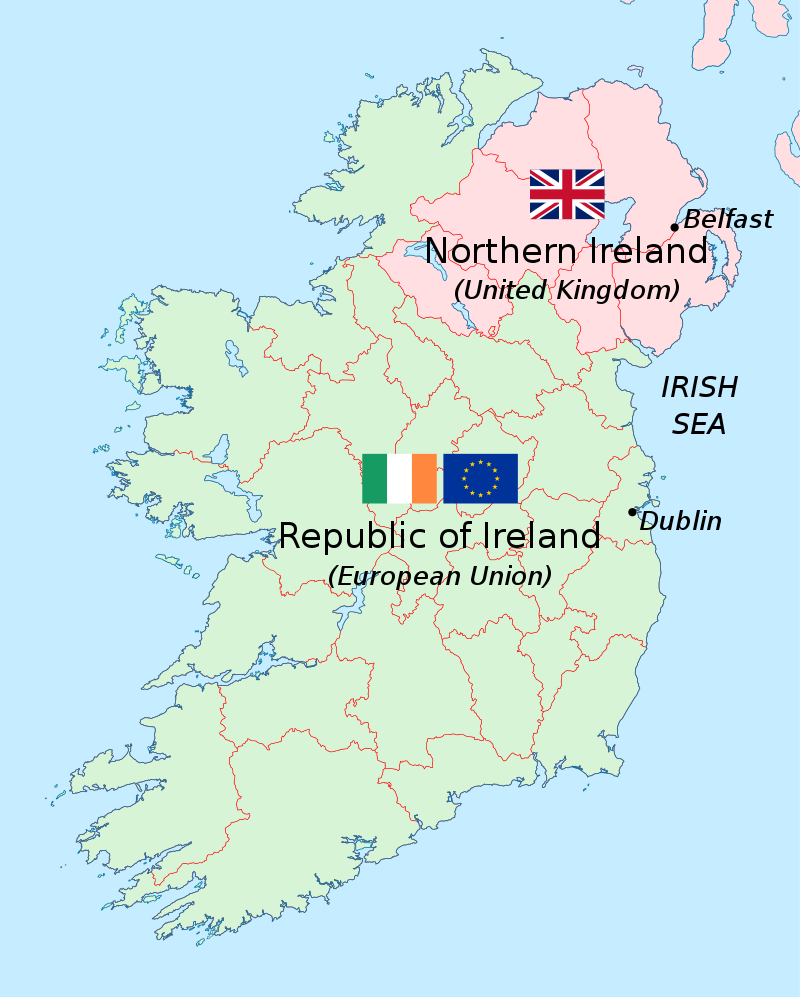 Belfast
Northern Ireland
(United Kingdom)
IRISH
SEA
Dublin
Republic of Ireland
(European Union)